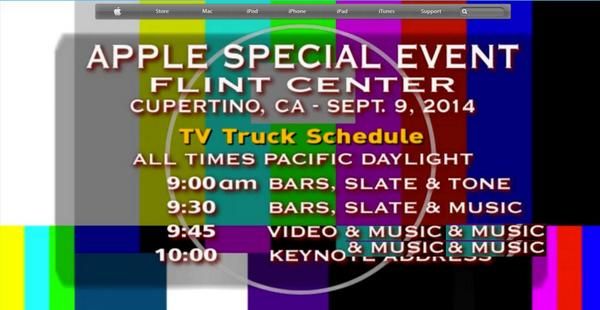 Store Mac iPod iPhone iPad iTunes Support
APPLE SPECIAL EVENT
FLINT CENTER
CUPERTINO, CA - SEPT. 9, 2014
TV Truck Schedule
ALL TIMES PACIFIC DAYLIGHT
9:00am BARS, SLATE & TONE
9:30 BARS, SLATE & MUSIC
9:45 VIDEO & MUSIC & MUSIC
& MUSIC & MUSIC
10:00 KEYNOTE ADDRESS